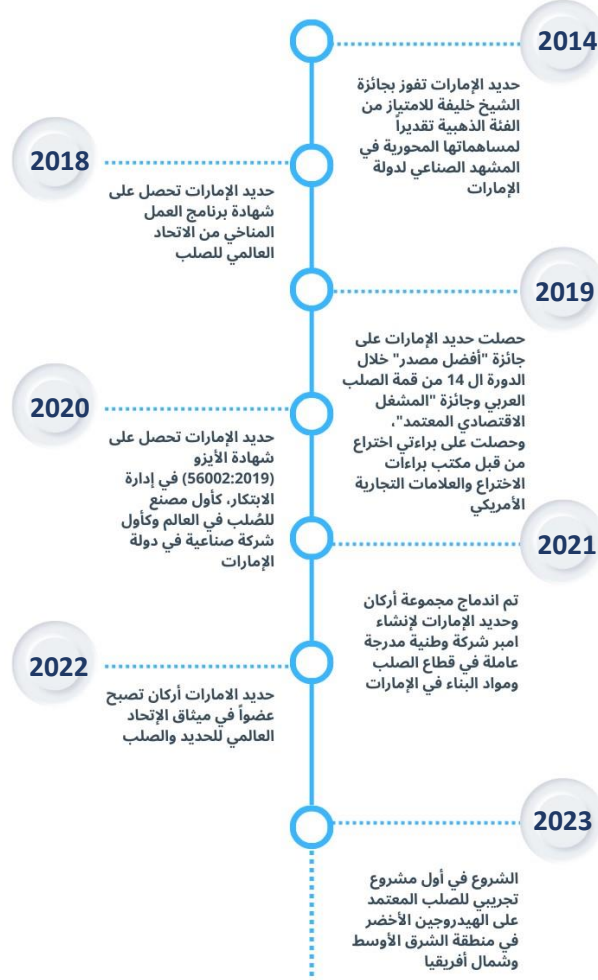 2014
حديد الإمارات تفوز بجائزة
الشيخ خليفة للامتياز من
الفئة الذهبية تقديراً
لمساهماتها المحورية في
المشهد الصناعي لدولة
الإمارات
2018
حديد الإمارات تحصل على
شهادة برنامج العمل
المناخي من الاتحاد
العالمي للصلب
2019
حصلت حديد الإمارات على
جائزة "أفضل مصدر" خلال
الدورة ال 14 من قمة الصلب
العربي وجائزة "المشغل
الاقتصادي المعتمد"،
وحصلت على براءتي اختراع
من قبل مكتب براءات
الاختراع والعلامات التجارية
الأمريكي
2020
حديد الإمارات تحصل على
شهادة الأيزو
(56002:2019) في إدارة
الابتكار، كأول مصنع
للصُلب في العالم وكأول
شركة صناعية في دولة
الإمارات
2021
تم اندماج مجموعة أركان
وحديد الإمارات لإنشاء
امبر شركة وطنية مدرجة
عاملة في قطاع الصلب
ومواد البناء في الإمارات
2022
حديد الامارات أركان تصبح
عضواً في ميثاق الإتحاد
العالمي للحديد والصلب
2023
الشروع في أول مشروع
تجريبي للصلب المعتمد
على الهيدروجين الأخضر
في منطقة الشرق الأوسط
وشمال أفريقيا